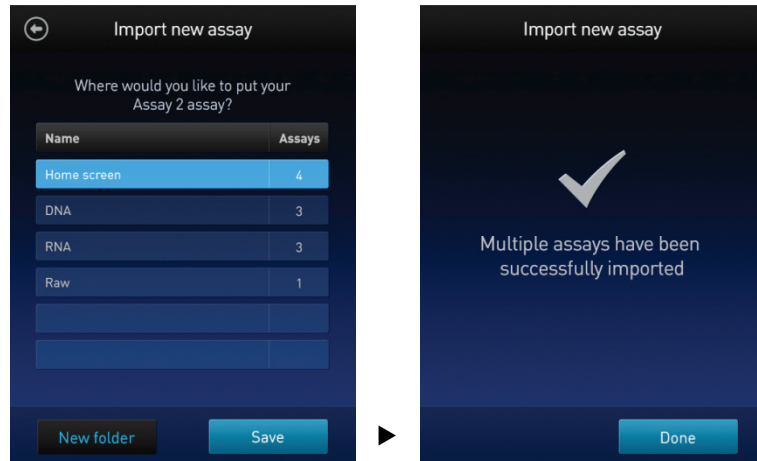 Import new assay
Where would you like to put your
Assay 2 assay?
Name Assays
Home screen 4
DNA 3
RNA 3
Raw 1
New folder Save
Import new assay
Multiple assays have been
successfully imported
Done